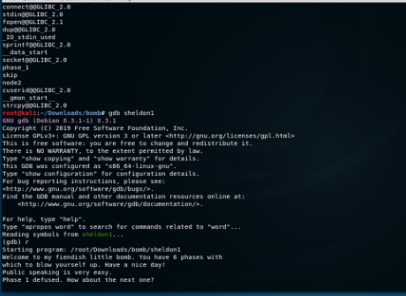 connect@@GLIBC_2.0
stdin@@GLIBC_2.0
fopen@@GLIBC_2.1
dup@@GLIBC_2.0
_IO_stdin_used
sprintf@@GLIBC_2.0
__data_start
socket@@GLIBC_2.0
phase_1
skip
node2
cuserid@@GLIBC_2.0
__gmon_start__
strcpy@@GLIBC_2.0
root@kali:~/Downloads/bomb# gdb sheldon1
GNU gdb (Debian 8.3.1-1) 8.3.1
Copyright (C) 2019 Free Software Foundation, Inc.
License GPLv3+: GNU GPL version 3 or later <http://gnu.org/licenses/gpl.html>
This is free software: you are free to change and redistribute it.
There is NO WARRANTY, to the extent permitted by law.
Type "show copying" and "show warranty" for details.
This GDB was configured as "x86_64-linux-gnu".
Type "show configuration" for configuration details.
For bug reporting instructions, please see:
<http://www.gnu.org/software/gdb/bugs/>.
Find the GDB manual and other documentation resources online at:
<http://www.gnu.org/software/gdb/documentation/>.
For help, type "help".
Type "apropos word" to search for commands related to "word"...
Reading symbols from sheldon1...
(gdb) r
Starting program: /root/Downloads/bomb/sheldon1
Welcome to my fiendish little bomb. You have 6 phases with
which to blow yourself up. Have a nice day!
Public speaking is very easy.
Phase 1 defused. How about the next one?